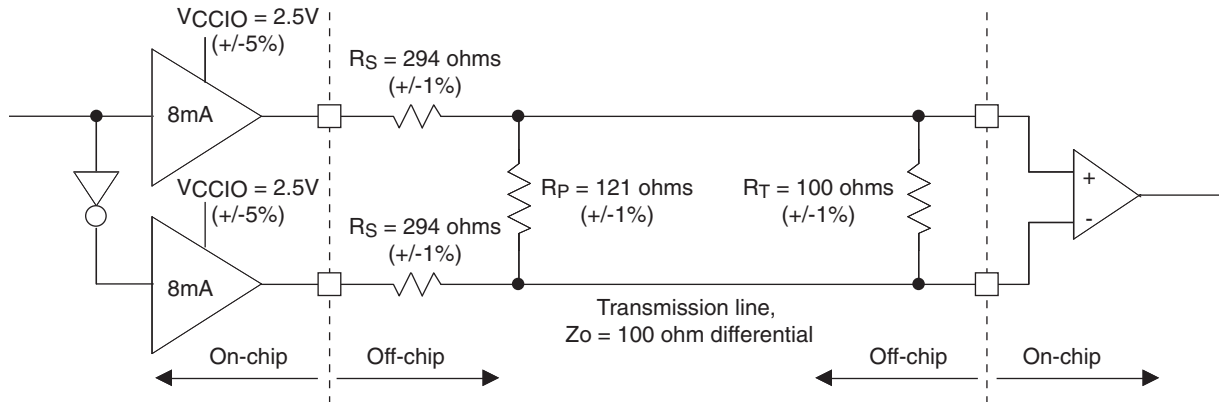 VCCIO = 2.5V
(+/-5%)
8mA
RS = 294 ohms
(+/-1%)
VCCIO = 2.5V
(+/-5%)
8mA
RS = 294 ohms
(+/-1%)
RP = 121 ohms
(+/-1%)
RT = 100 ohms
(+/-1%)
+
-
Transmission line,
Zo = 100 ohm differential
On-chip
Off-chip
Off-chip
On-chip